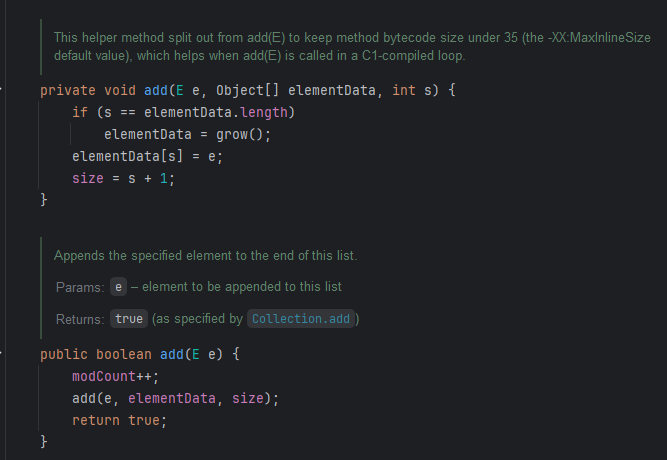 This helper method split out from add(E) to keep method bytecode size under 35 (the -XX:MaxInlineSize
default value), which helps when add(E) is called in a C1-compiled loop.
private void add(E e, Object[] elementData, int s) {
    if (s == elementData.length)
        elementData = grow();
    elementData[s] = e;
    size = s + 1;
}
Appends the specified element to the end of this list.
Params: e – element to be appended to this list
Returns: true (as specified by Collection.add)
public boolean add(E e) {
    modCount++;
    add(e, elementData, size);
    return true;
}